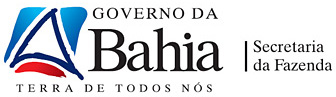 GOVERNO DA
Bahia
TERRA DE TODOS NÓS
Secretaria
da Fazenda